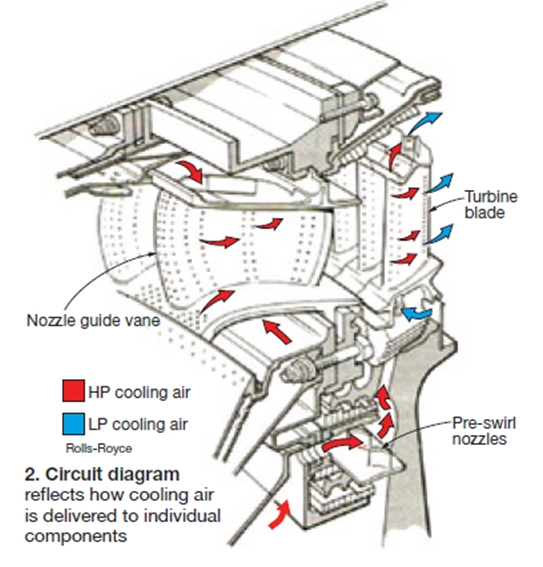 Turbine
blade
Nozzle guide vane
HP cooling air
LP cooling air
Rolls-Royce
Pre-swirl
nozzles
2. Circuit diagram
reflects how cooling air
is delivered to individual
components